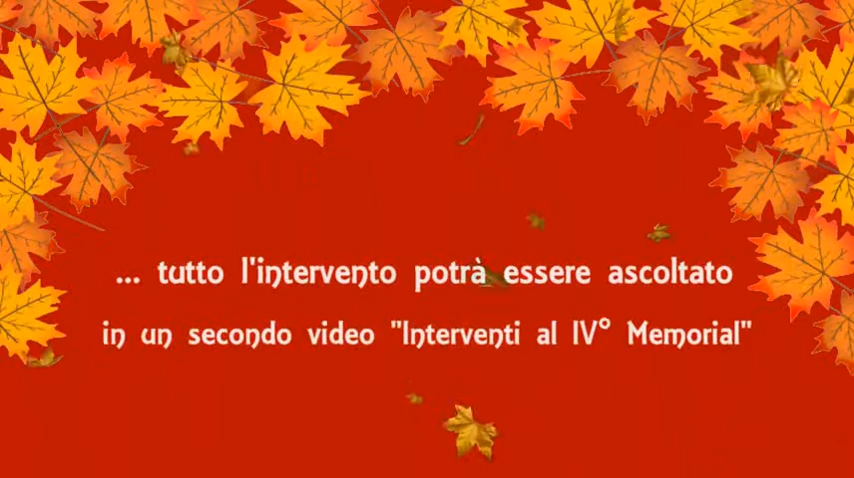 ... tutto l'intervento potrà essere ascoltato
in un secondo video "Interventi al IV° Memorial"